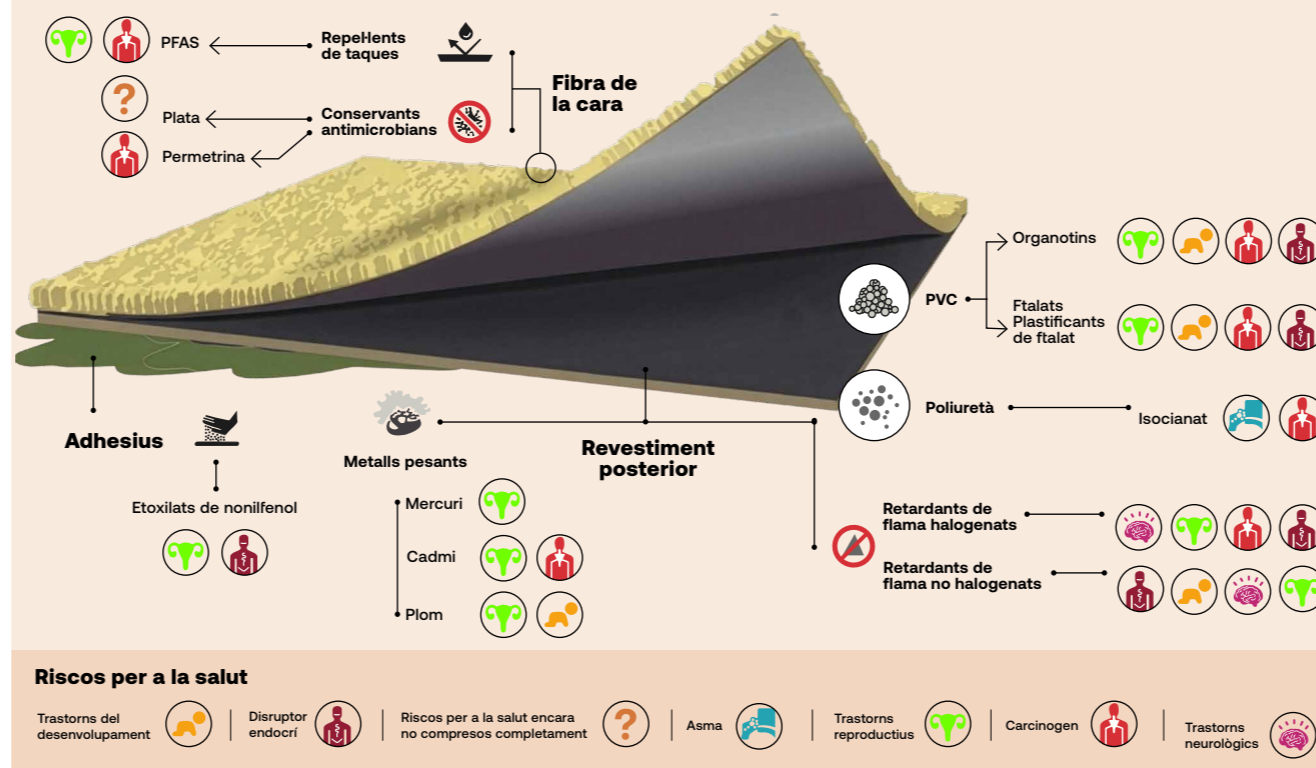 PFAS
Repel·lents
de taques
Plata
Conservants
antimicrobians
Permetrina
Fibra de
la cara
Organotins
PVC
Ftalats
Plastificants
de ftalat
Poliuretà
Isocianat
Adhesius
Etoxilats de nonilfenol
Metalls pesants
Mercuri
Cadmi
Plom
Revestiment
posterior
Retardants de
flama halogenats
Retardants de
flama no halogenats
Riscos per a la salut
Trastorns del
desenvolupament
Disruptor
endocrí
Riscos per a la salut encara
no compresos completament
Asma
Trastorns
reproductius
Carcinogen
Trastorns
neurològics